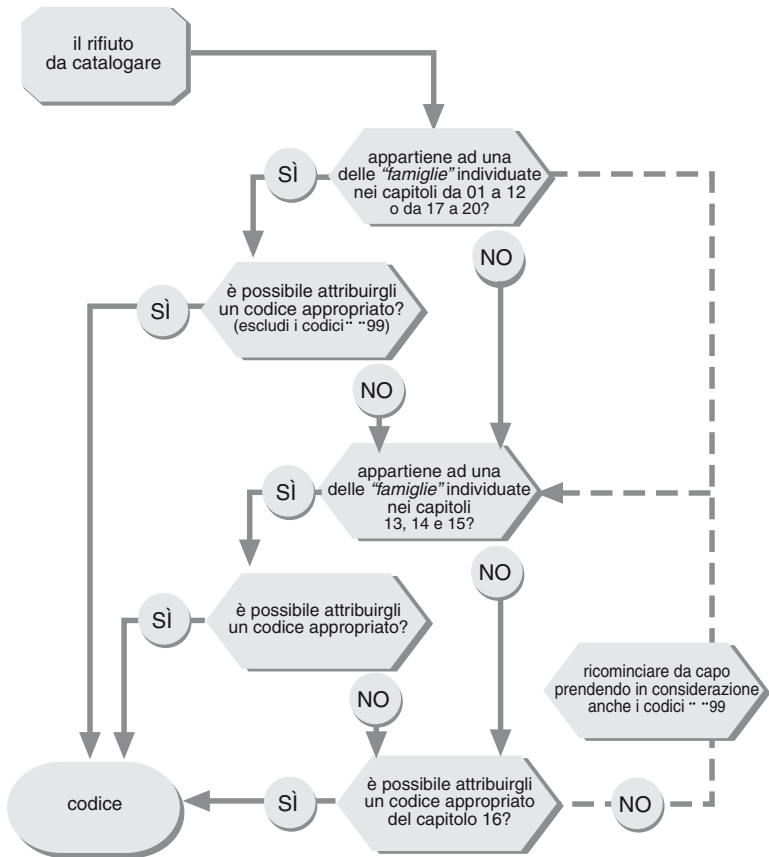 il rifiuto
da catalogare
appartiene ad una
delle “famiglie” individuate
nei capitoli da 01 a 12
o da 17 a 20?
SÌ
NO
è possibile attribuirgli
un codice appropriato?
(escludi i codici ¨ ¨99)
SÌ
NO
appartiene ad una
delle “famiglie” individuate
nei capitoli
13, 14 e 15?
SÌ
NO
è possibile attribuirgli
un codice appropriato?
SÌ
NO
ricominciare da capo
prendendo in considerazione
anche i codici ¨ ¨99
è possibile attribuirgli
un codice appropriato
del capitolo 16?
SÌ
NO
codice